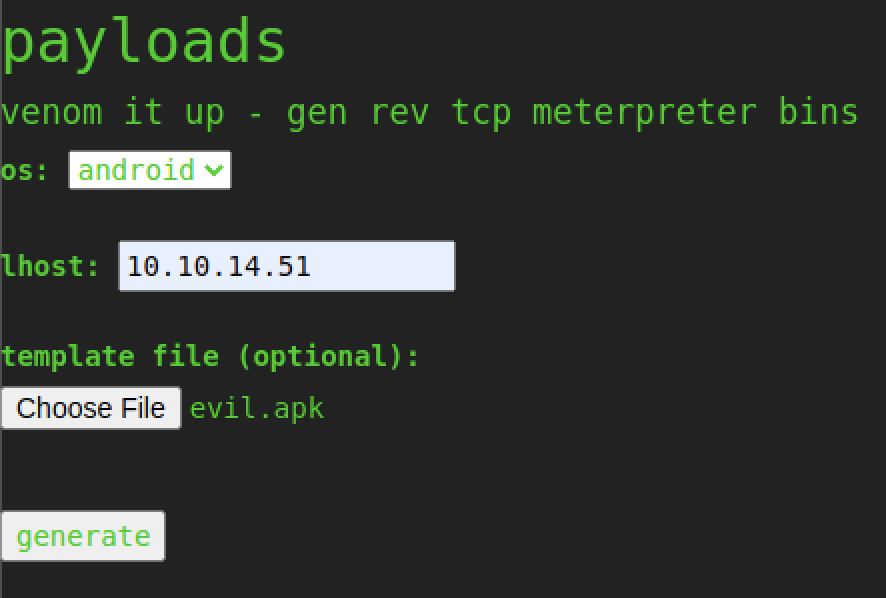 payloads
venom it up - gen rev tcp meterpreter bins
os: android
lhost: 10.10.14.51
template file (optional):
Choose File evil.apk
generate